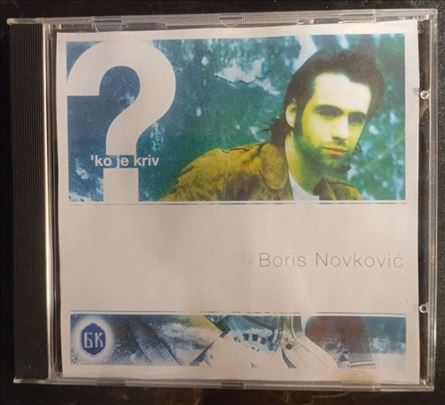 ?
'ko je kriv
Boris Novković
БК